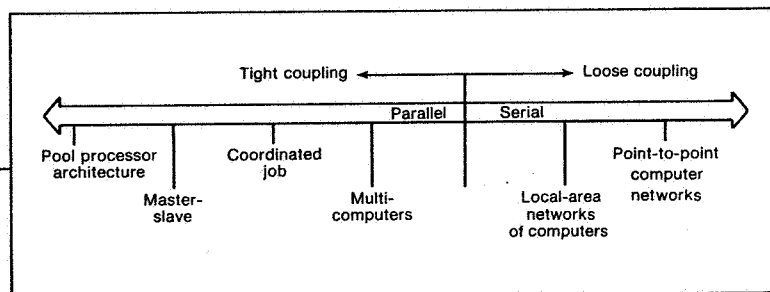 Tight coupling
Loose coupling
Parallel
Serial
Pool processor
architecture
Master-
slave
Coordinated
job
Multi-
computers
Local-area
networks
of computers
Point-to-point
computer
networks